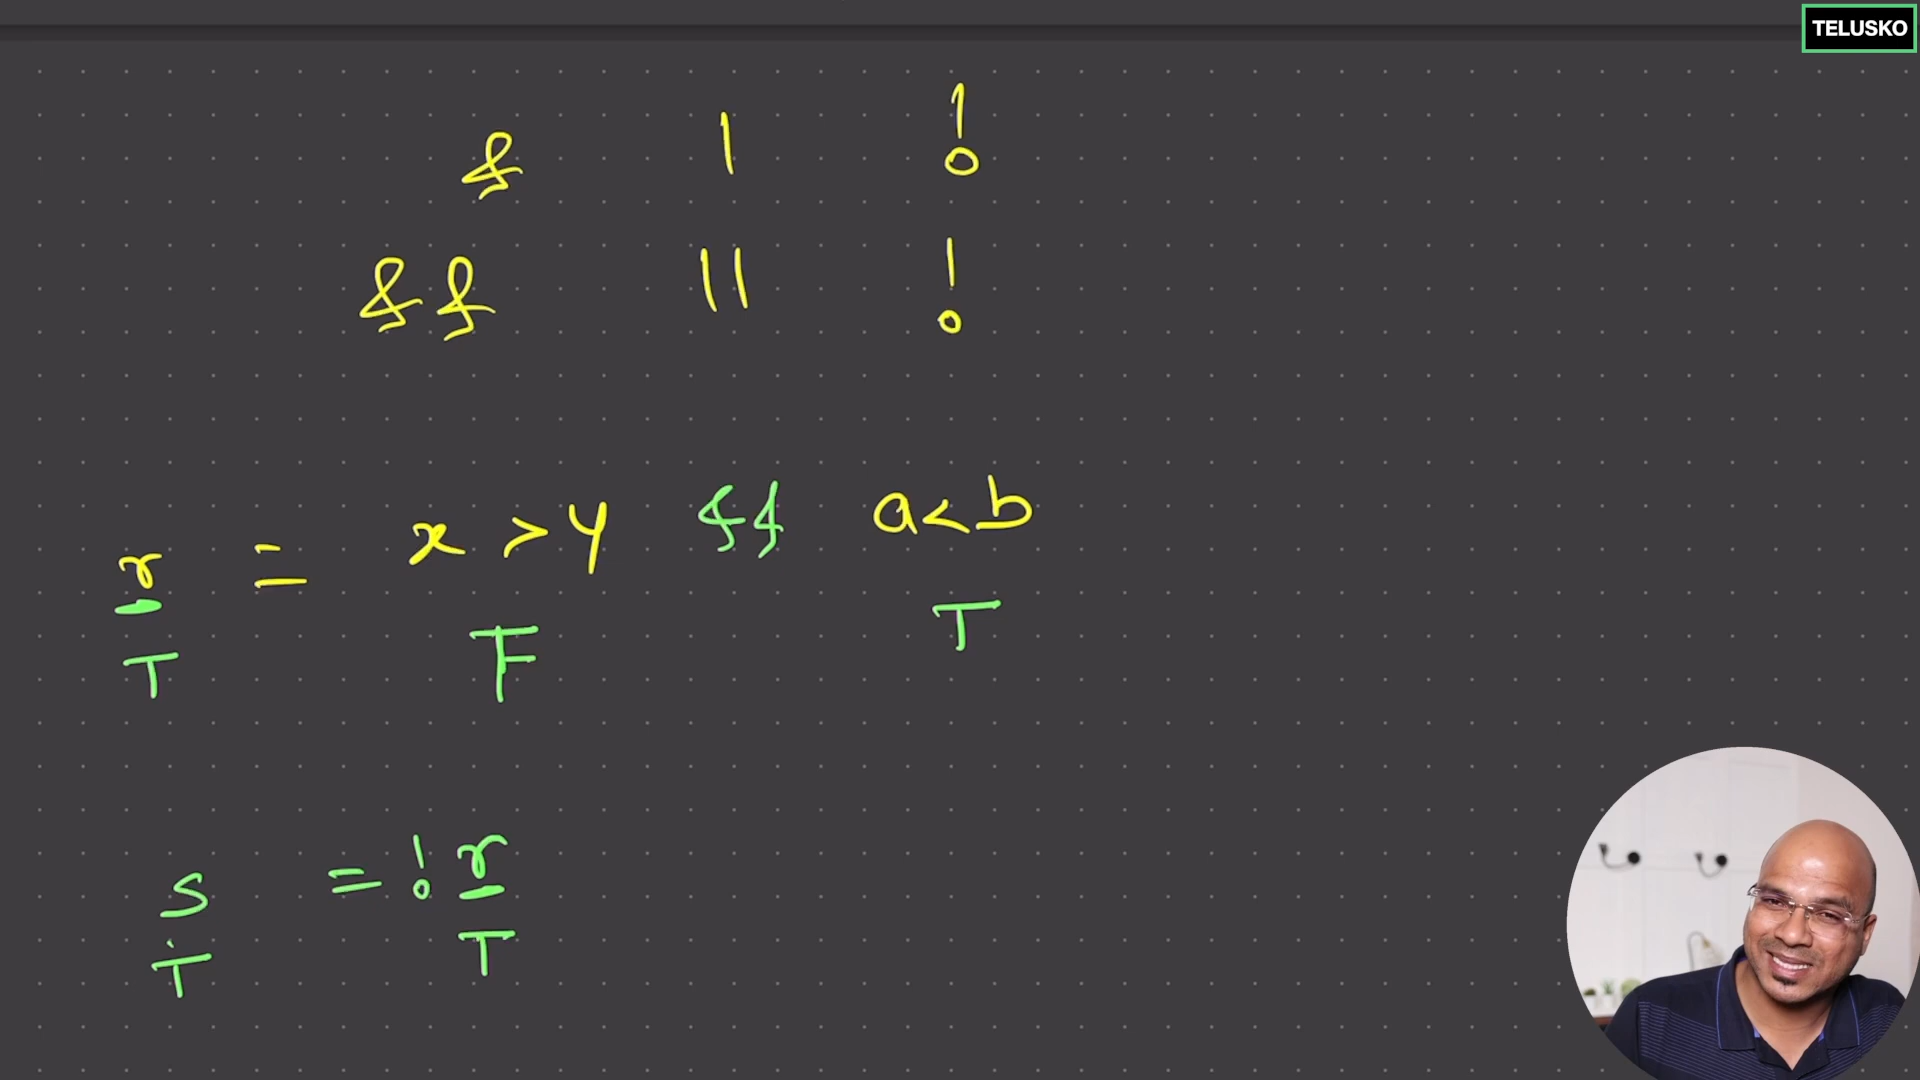 TELUSKO
& | !
&& || !
r = x > y && a < b
T F T
s = ! r
T T